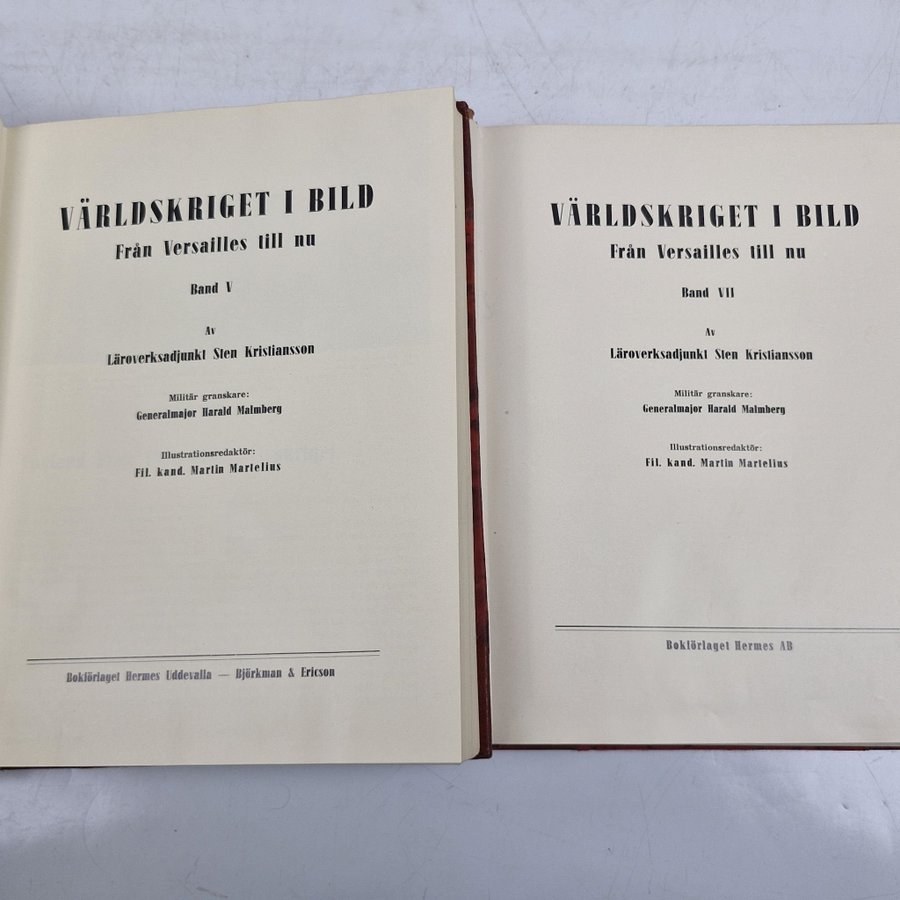 VÄRLDSKRIGET I BILD
Från Versailles till nu
Band V
Av
Läroverksadjunkt Sten Kristiansson
Militär granskare:
Generalmajor Harald Malmberg
Illustrationsredaktör:
Fil. kand. Martin Martelius
Bokförlaget Hermes Uddevalla — Björkman & Ericson
VÄRLDSKRIGET I BILD
Från Versailles till nu
Band VII
Av
Läroverksadjunkt Sten Kristiansson
Militär granskare:
Generalmajor Harald Malmberg
Illustrationsredaktör:
Fil. kand. Martin Martelius
Bokförlaget Hermes AB